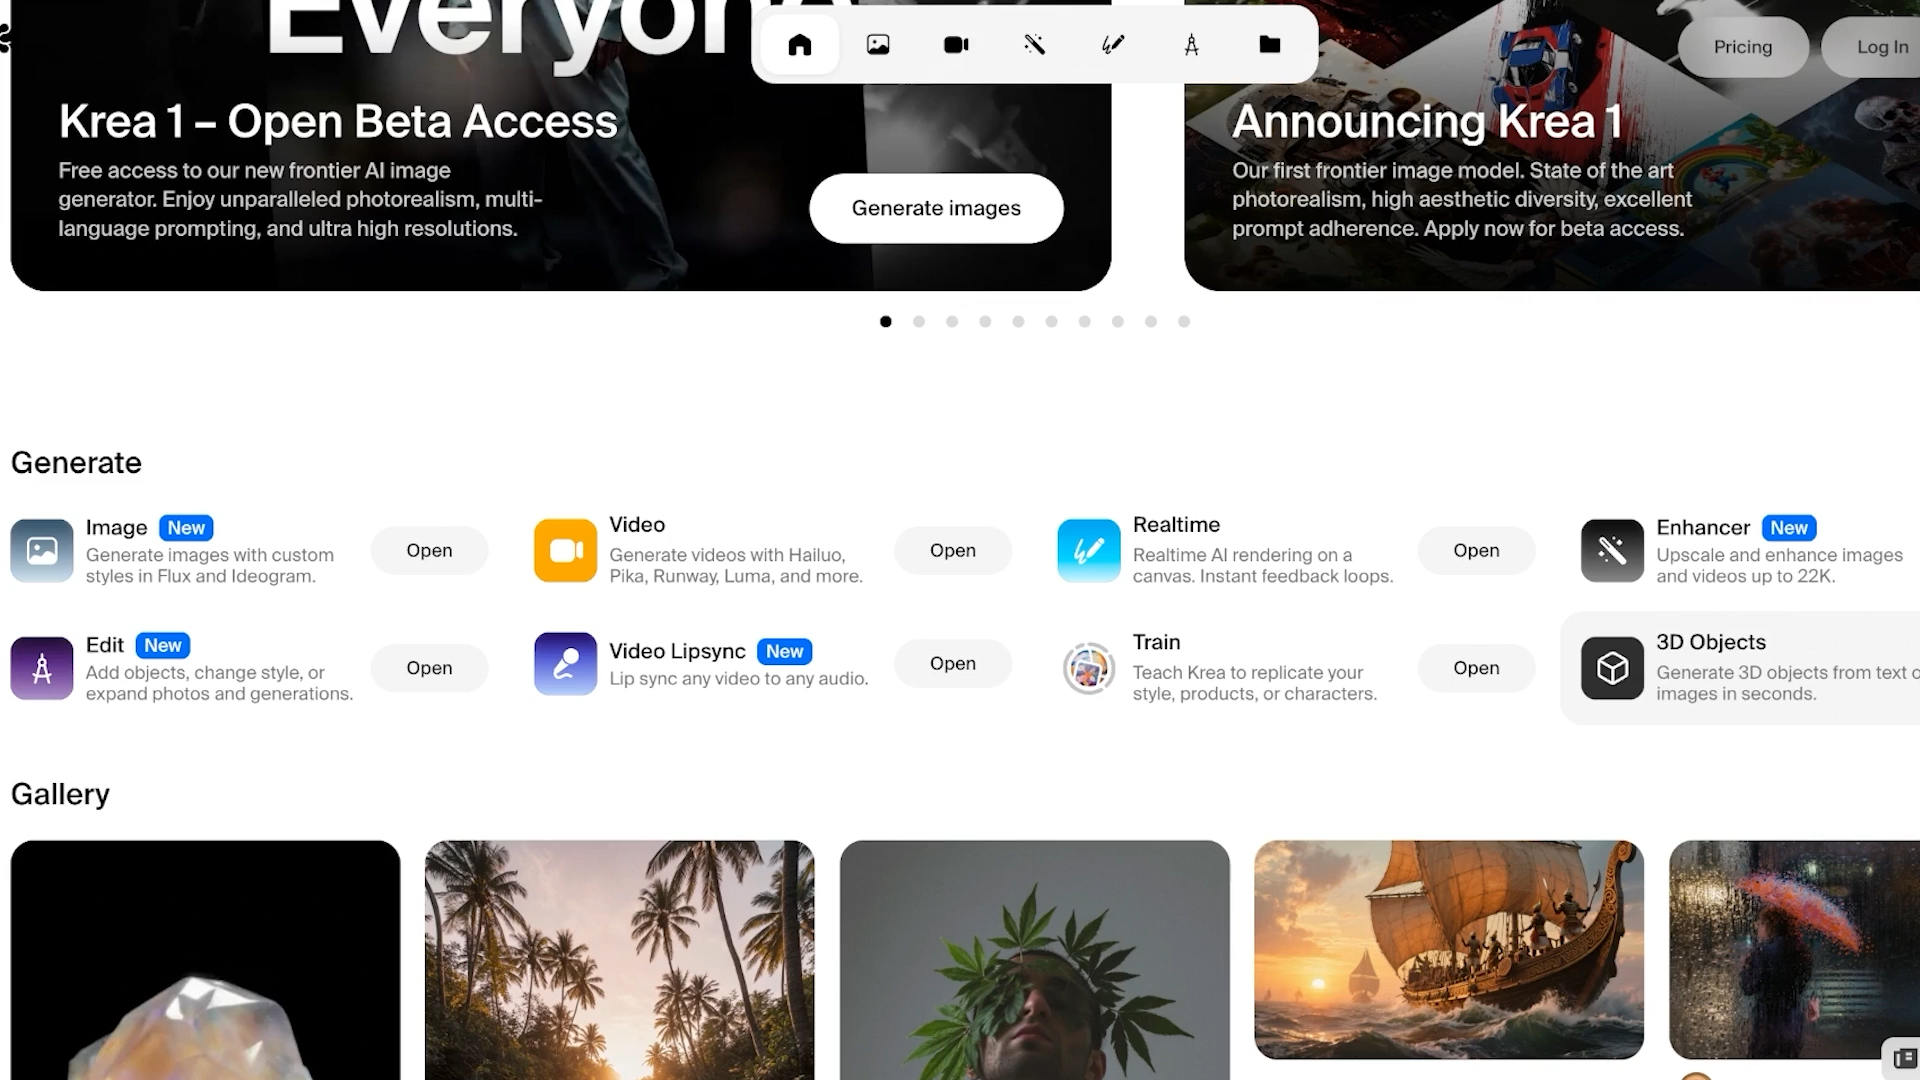 Everyone
Pricing
Log In
Krea 1 – Open Beta Access
Free access to our new frontier AI image
generator. Enjoy unparalleled photorealism, multi-
language prompting, and ultra high resolutions.
Generate images
Announcing Krea 1
Our first frontier image model. State of the art
photorealism, high aesthetic diversity, excellent
prompt adherence. Apply now for beta access.
Generate
Image New
Generate images with custom
styles in Flux and Ideogram.
Open
Video
Generate videos with Hailuo,
Pika, Runway, Luma, and more.
Open
Realtime
Realtime AI rendering on a
canvas. Instant feedback loops.
Open
Enhancer New
Upscale and enhance images
and videos up to 22K.
Edit New
Add objects, change style, or
expand photos and generations.
Open
Video Lipsync New
Lip sync any video to any audio.
Open
Train
Teach Krea to replicate your
style, products, or characters.
Open
3D Objects
Generate 3D objects from text o
images in seconds.
Gallery